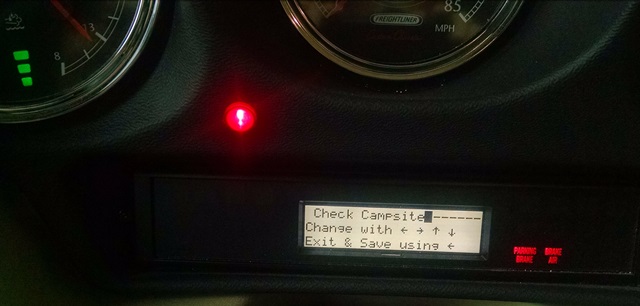 8
13
FREIGHTLINER
85
MPH
Check Campsite------
Change with ← → ↑ ↓
Exit & Save using ←
PARKING BRAKE
BRAKE AIR